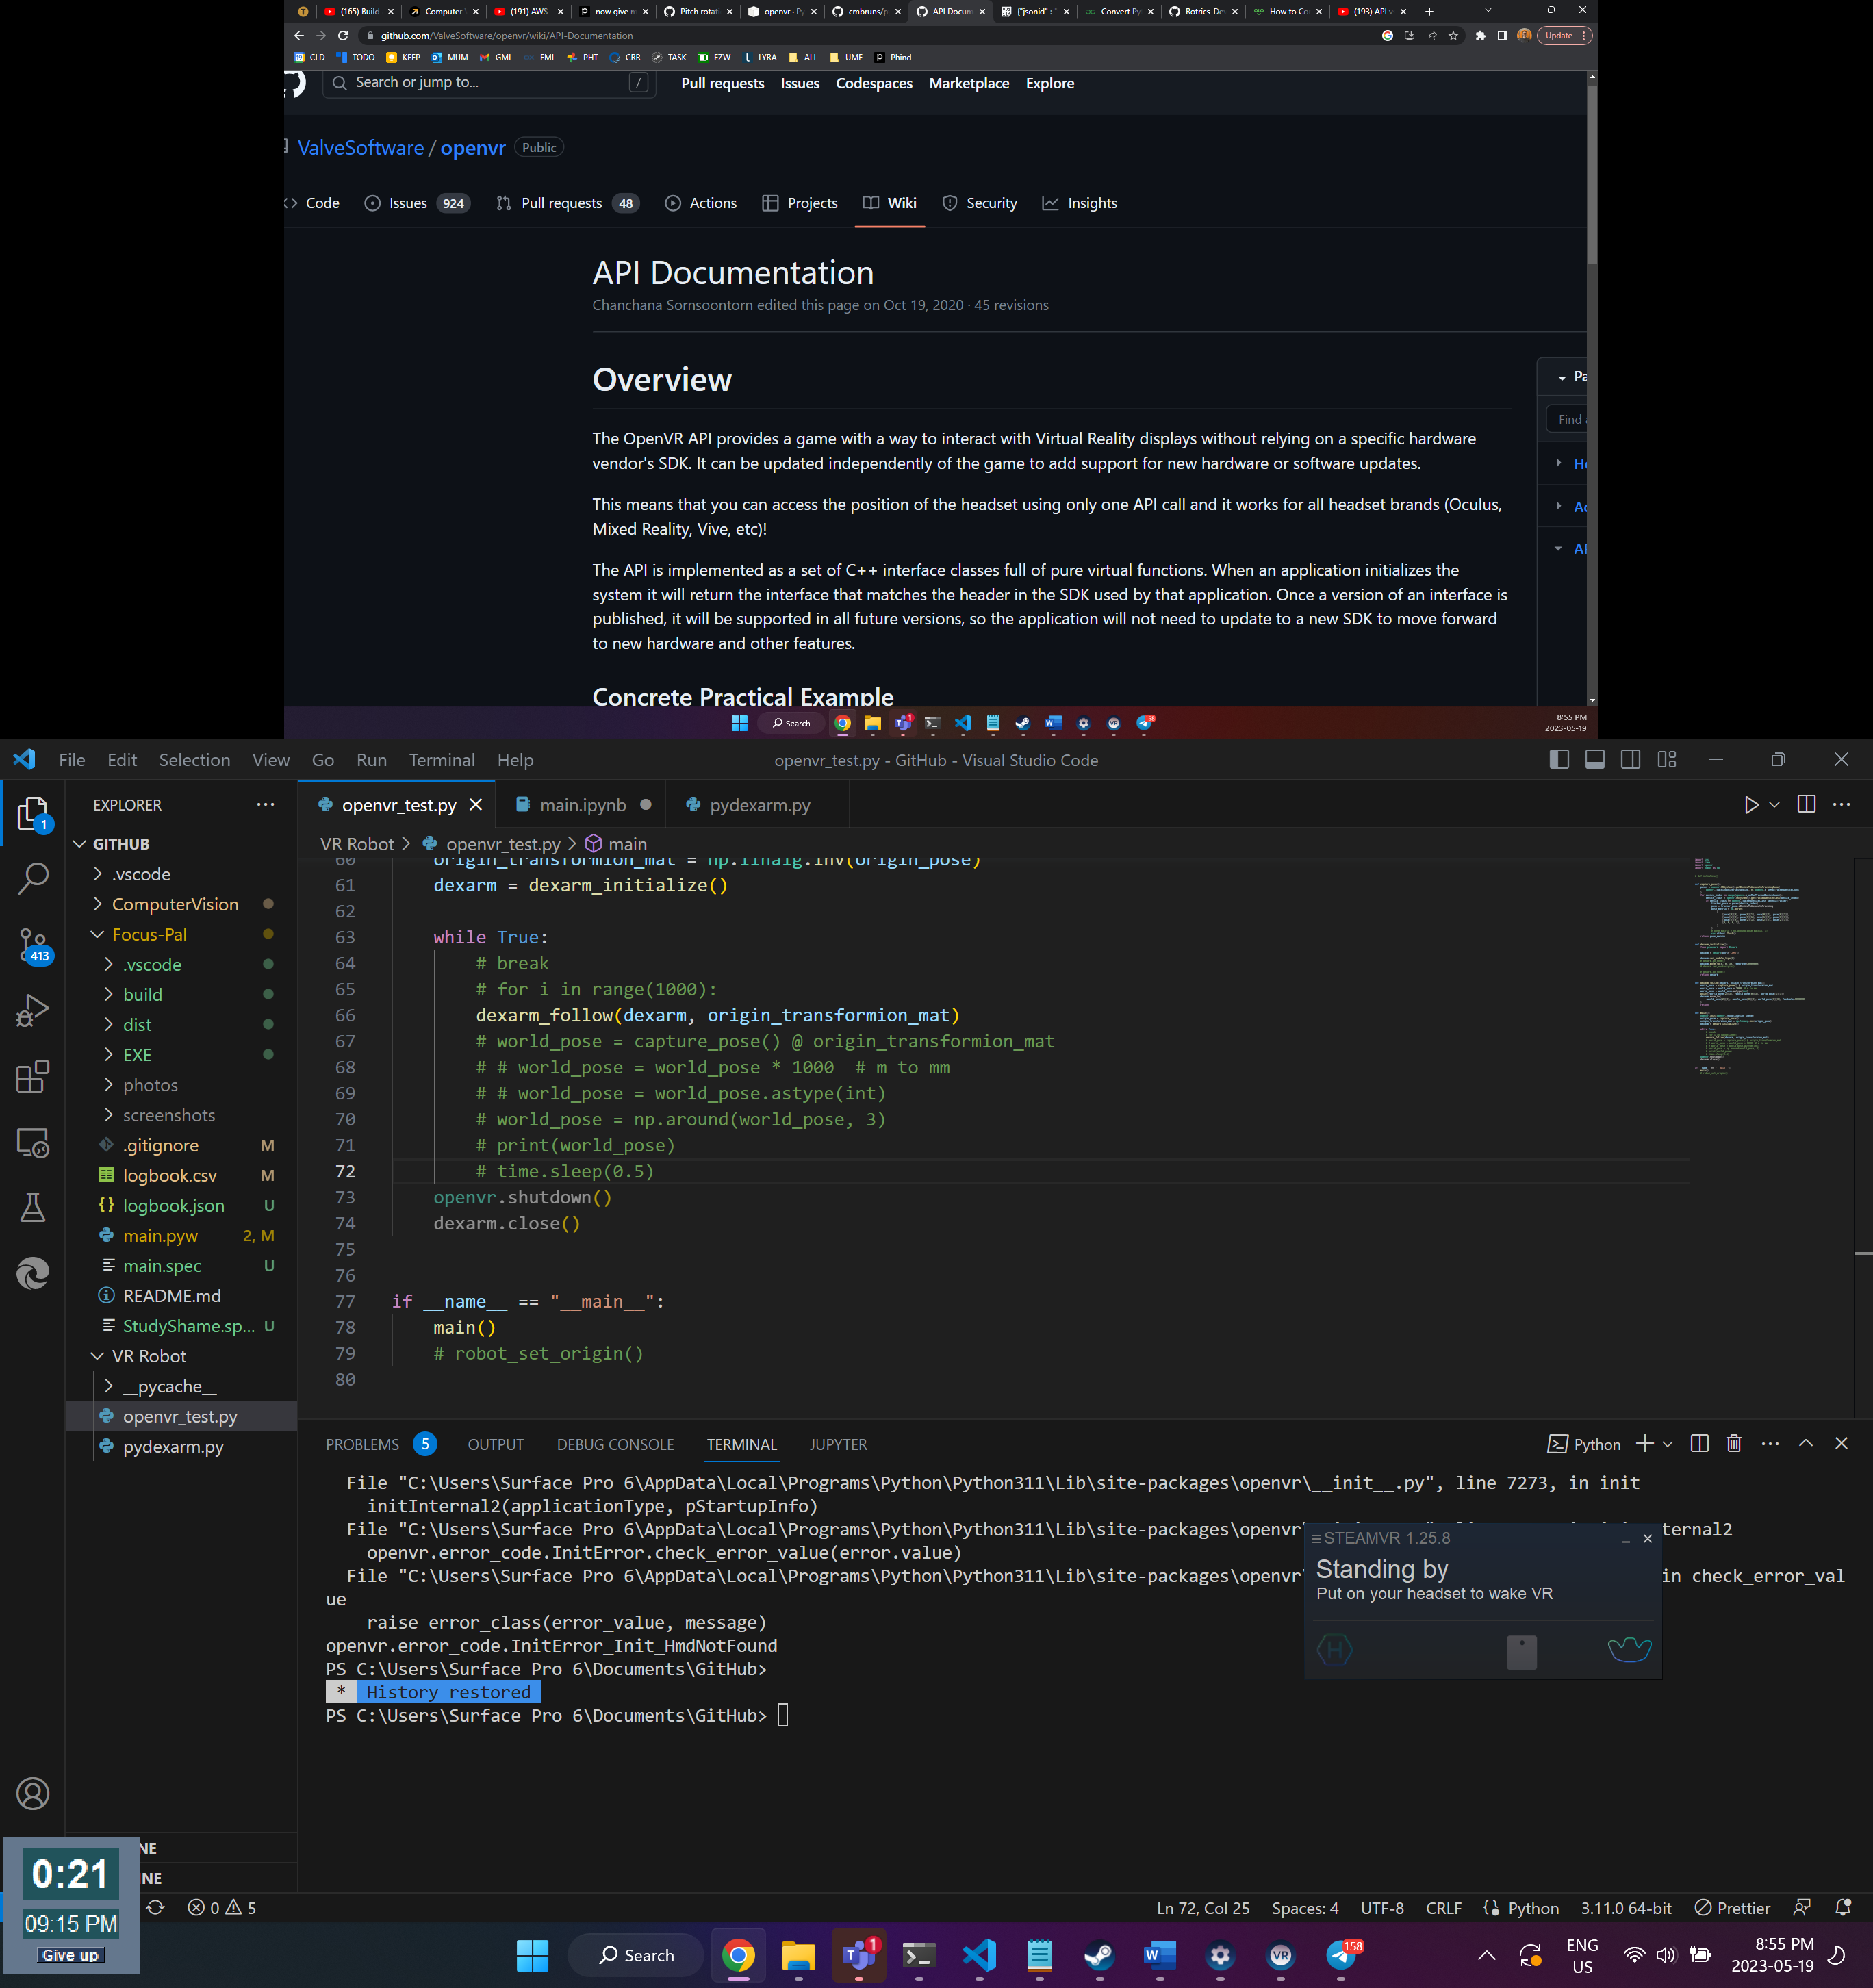 (165) Build
Computer
(191) AWS
now give m
Pitch rotati
openvr · Py
cmbruns/p
API Docum
{"jsonid" : "
Convert Py
Rotrics-De
How to Co
(193) API v
github.com/ValveSoftware/openvr/wiki/API-Documentation
Update
CLD TODO KEEP MUM GML EML PHT CRR TASK EZW LYRA ALL UME Phind
Search or jump to... /
Pull requests Issues Codespaces Marketplace Explore
ValveSoftware / openvr Public
Code Issues 924 Pull requests 48 Actions Projects Wiki Security Insights
API Documentation
Chanchana Sornsoontorn edited this page on Oct 19, 2020 · 45 revisions
Overview
Pa
Find
The OpenVR API provides a game with a way to interact with Virtual Reality displays without relying on a specific hardware
vendor's SDK. It can be updated independently of the game to add support for new hardware or software updates.
This means that you can access the position of the headset using only one API call and it works for all headset brands (Oculus,
Mixed Reality, Vive, etc)!
The API is implemented as a set of C++ interface classes full of pure virtual functions. When an application initializes the
system it will return the interface that matches the header in the SDK used by that application. Once a version of an interface is
published, it will be supported in all future versions, so the application will not need to update to a new SDK to move forward
to new hardware and other features.
Concrete Practical Example
Search
8:55 PM
2023-05-19
File Edit Selection View Go Run Terminal Help
openvr_test.py - GitHub - Visual Studio Code
EXPLORER
GITHUB
.vscode
ComputerVision
Focus-Pal
.vscode
build
dist
EXE
photos
screenshots
.gitignore M
logbook.csv M
logbook.json U
main.pyw 2, M
main.spec U
README.md
StudyShame.sp... U
VR Robot
__pycache__
openvr_test.py
pydexarm.py
1
413
openvr_test.py
main.ipynb
pydexarm.py
VR Robot > openvr_test.py > main
60 origin_transformion_mat = np.linalg.inv(origin_pose)
61 dexarm = dexarm_initialize()
62
63 while True:
64 # break
65 # for i in range(1000):
66 dexarm_follow(dexarm, origin_transformion_mat)
67 # world_pose = capture_pose() @ origin_transformion_mat
68 # # world_pose = world_pose * 1000  # m to mm
69 # # world_pose = world_pose.astype(int)
70 # world_pose = np.around(world_pose, 3)
71 # print(world_pose)
72 # time.sleep(0.5)
73 openvr.shutdown()
74 dexarm.close()
75
76
77 if __name__ == "__main__":
78 main()
79 # robot_set_origin()
80
PROBLEMS 5 OUTPUT DEBUG CONSOLE TERMINAL JUPYTER
Python
File "C:\Users\Surface Pro 6\AppData\Local\Programs\Python\Python311\Lib\site-packages\openvr\__init__.py", line 7273, in init
initInternal2(applicationType, pStartupInfo)
File "C:\Users\Surface Pro 6\AppData\Local\Programs\Python\Python311\Lib\site-packages\openvr\ ternal2
openvr.error_code.InitError.check_error_value(error.value)
File "C:\Users\Surface Pro 6\AppData\Local\Programs\Python\Python311\Lib\site-packages\openvr\ in check_error_val
ue
raise error_class(error_value, message)
openvr.error_code.InitError_Init_HmdNotFound
PS C:\Users\Surface Pro 6\Documents\GitHub>
* History restored
PS C:\Users\Surface Pro 6\Documents\GitHub>
STEAMVR 1.25.8
Standing by
Put on your headset to wake VR
0:21
09:15 PM
Give up
0 5
Ln 72, Col 25 Spaces: 4 UTF-8 CRLF Python 3.11.0 64-bit Prettier
Search
1
158
ENG
US
8:55 PM
2023-05-19